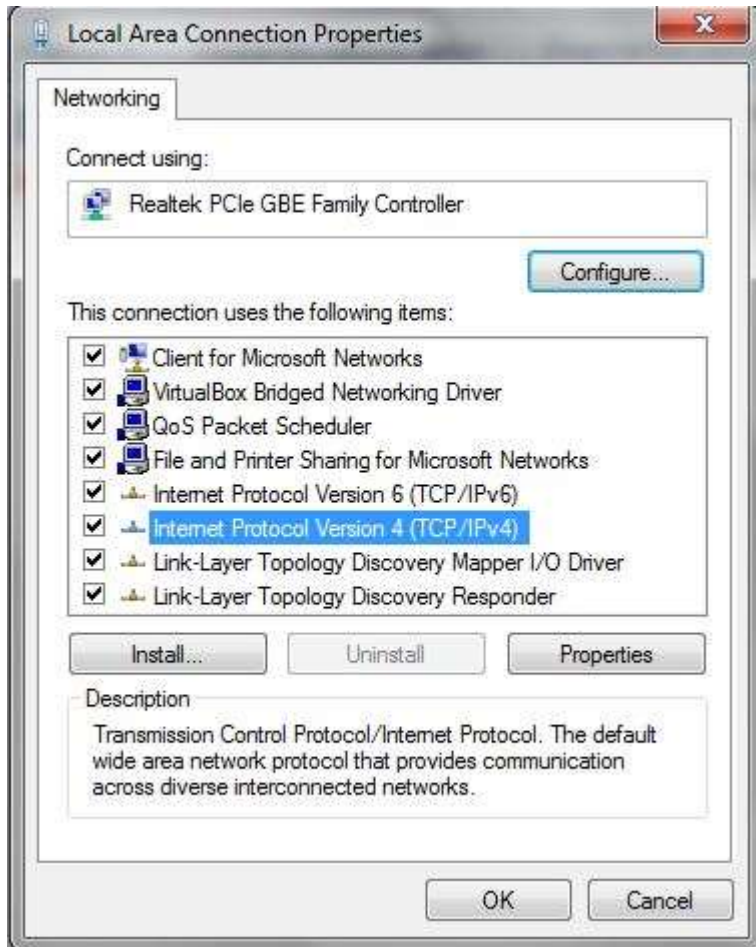 Local Area Connection Properties
Networking
Connect using:
Realtek PCIe GBE Family Controller
Configure...
This connection uses the following items:
Client for Microsoft Networks
VirtualBox Bridged Networking Driver
QoS Packet Scheduler
File and Printer Sharing for Microsoft Networks
Internet Protocol Version 6 (TCP/IPv6)
Internet Protocol Version 4 (TCP/IPv4)
Link-Layer Topology Discovery Mapper I/O Driver
Link-Layer Topology Discovery Responder
Install...
Uninstall
Properties
Description
Transmission Control Protocol/Internet Protocol. The default
wide area network protocol that provides communication
across diverse interconnected networks.
OK
Cancel